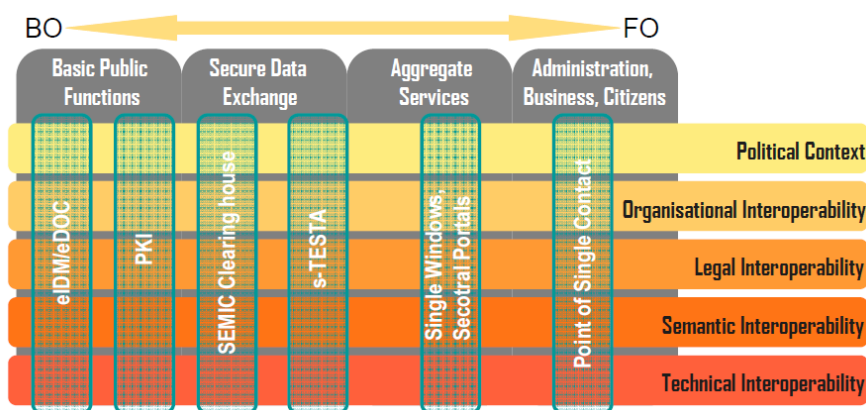 BO
FO
Basic Public
Functions
Secure Data
Exchange
Aggregate
Services
Administration,
Business, Citizens
Political Context
Organisational Interoperability
Legal Interoperability
Semantic Interoperability
Technical Interoperability
eIDM/eDOC
PKI
SEMIC Clearing house
s-TESTA
Single Windows,
Secotral Portals
Point of Single Contact